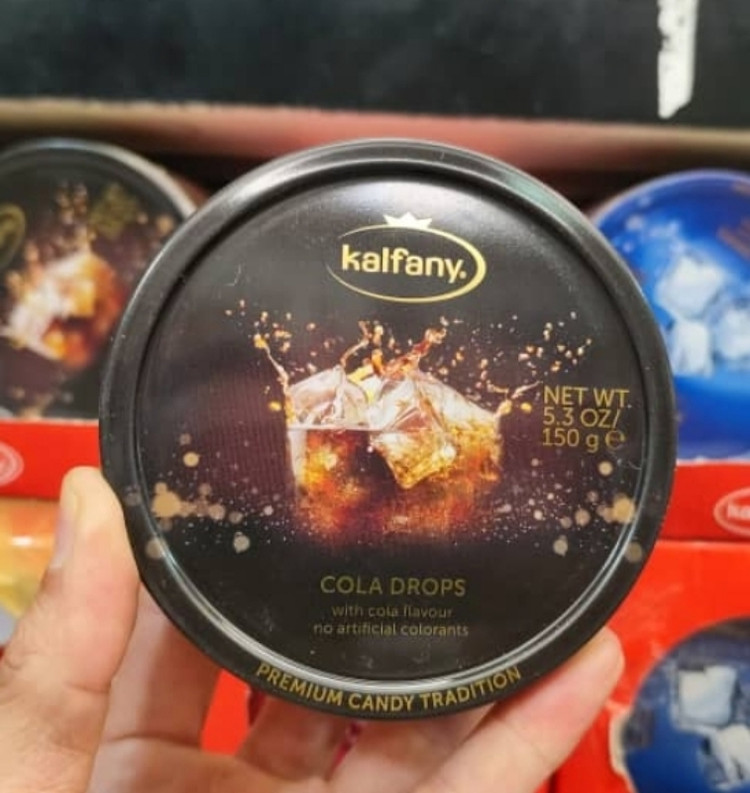 kalfany®
NET WT.
5.3 OZ/
150 g ℮
COLA DROPS
with cola flavour
no artificial colorants
PREMIUM CANDY TRADITION